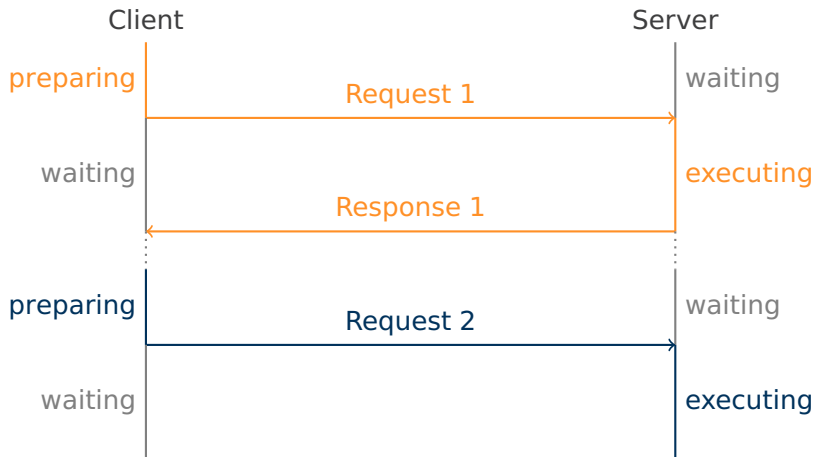 Client Server
preparing Request 1 waiting
waiting executing
Response 1
preparing Request 2 waiting
waiting executing